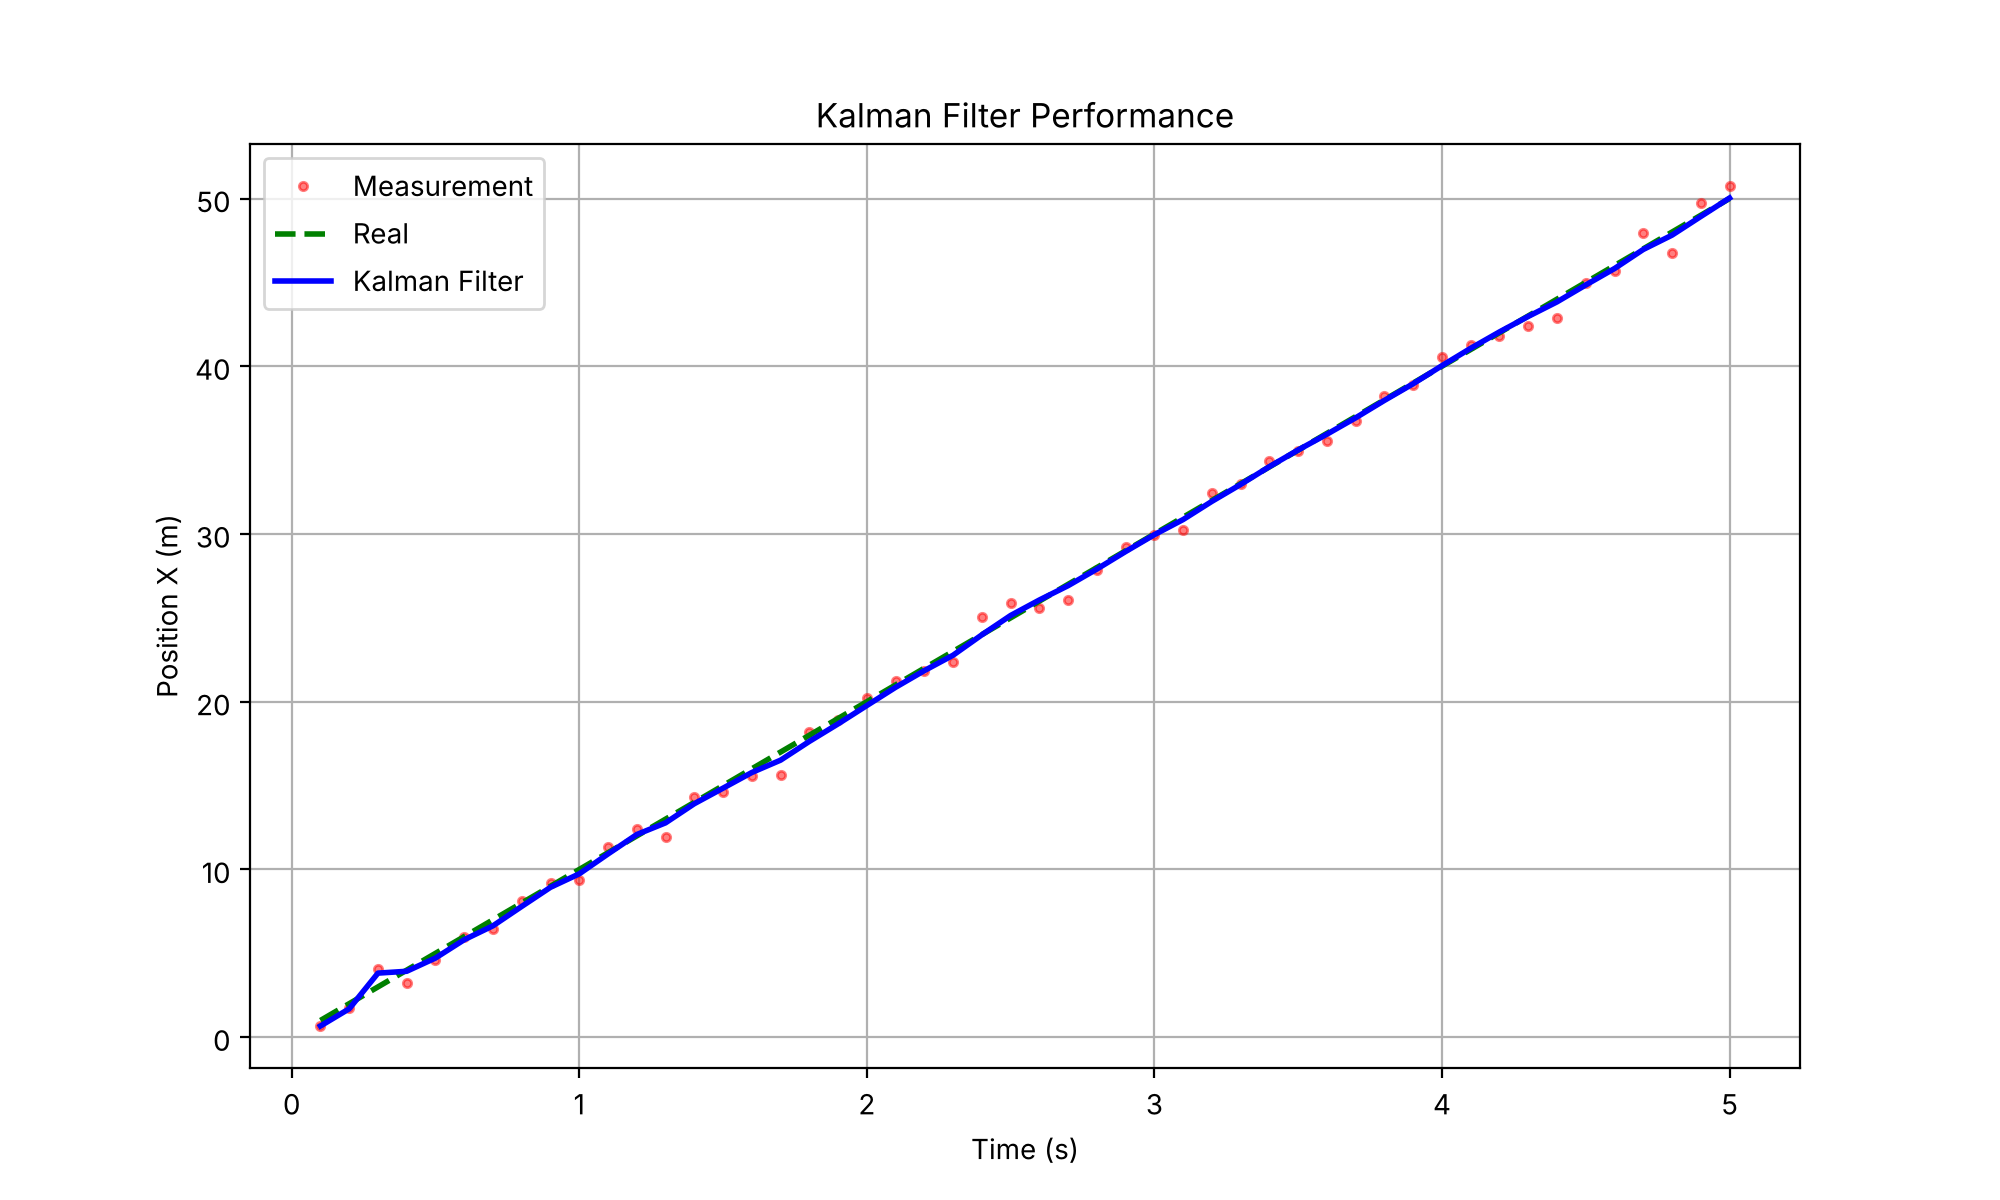 Kalman Filter Performance
Measurement
Real
Kalman Filter
50
40
30
20
10
0
Position X (m)
0 1 2 3 4 5
Time (s)